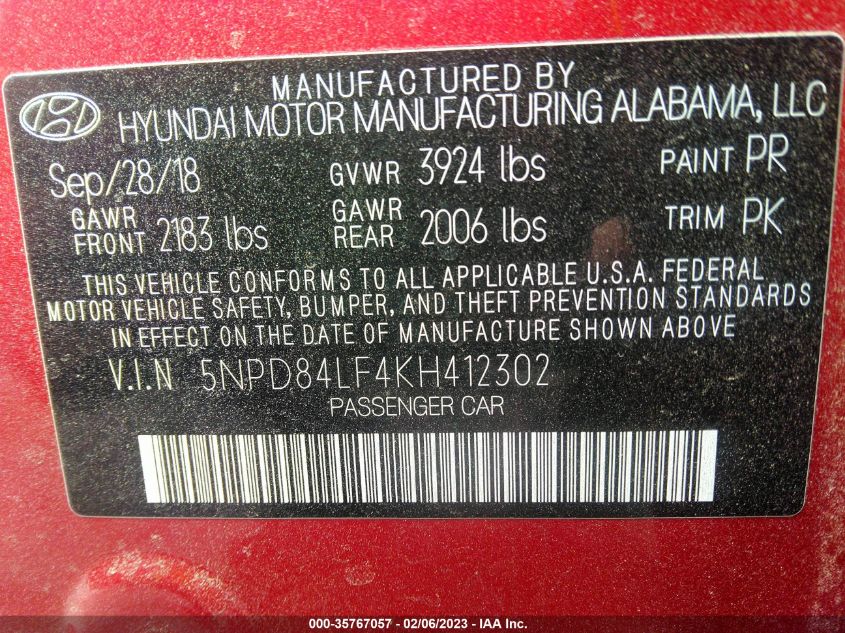 MANUFACTURED BY
HYUNDAI MOTOR MANUFACTURING ALABAMA, LLC
Sep/28/18 GVWR 3924 lbs PAINT PR
GAWR FRONT 2183 lbs GAWR REAR 2006 lbs TRIM PK
THIS VEHICLE CONFORMS TO ALL APPLICABLE U.S.A. FEDERAL
MOTOR VEHICLE SAFETY, BUMPER, AND THEFT PREVENTION STANDARDS
IN EFFECT ON THE DATE OF MANUFACTURE SHOWN ABOVE
V.I.N 5NPD84LF4KH412302
PASSENGER CAR
000-35767057 - 02/06/2023 - IAA Inc.